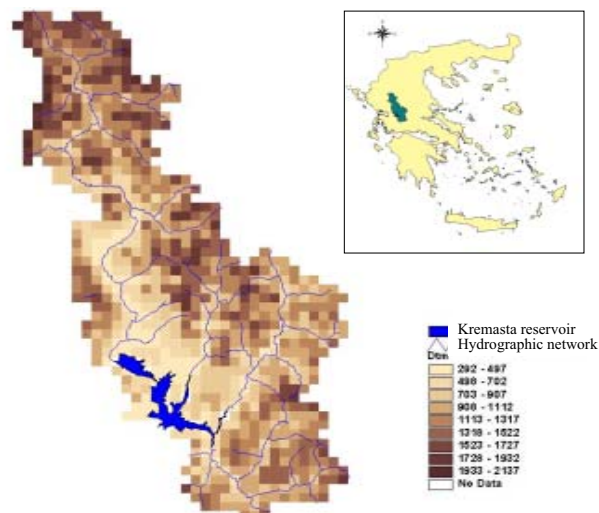 Kremasta reservoir
Hydrographic network
Dtm
292 - 497
498 - 702
703 - 907
908 - 1112
1113 - 1317
1318 - 1522
1523 - 1727
1728 - 1932
1933 - 2137
No Data